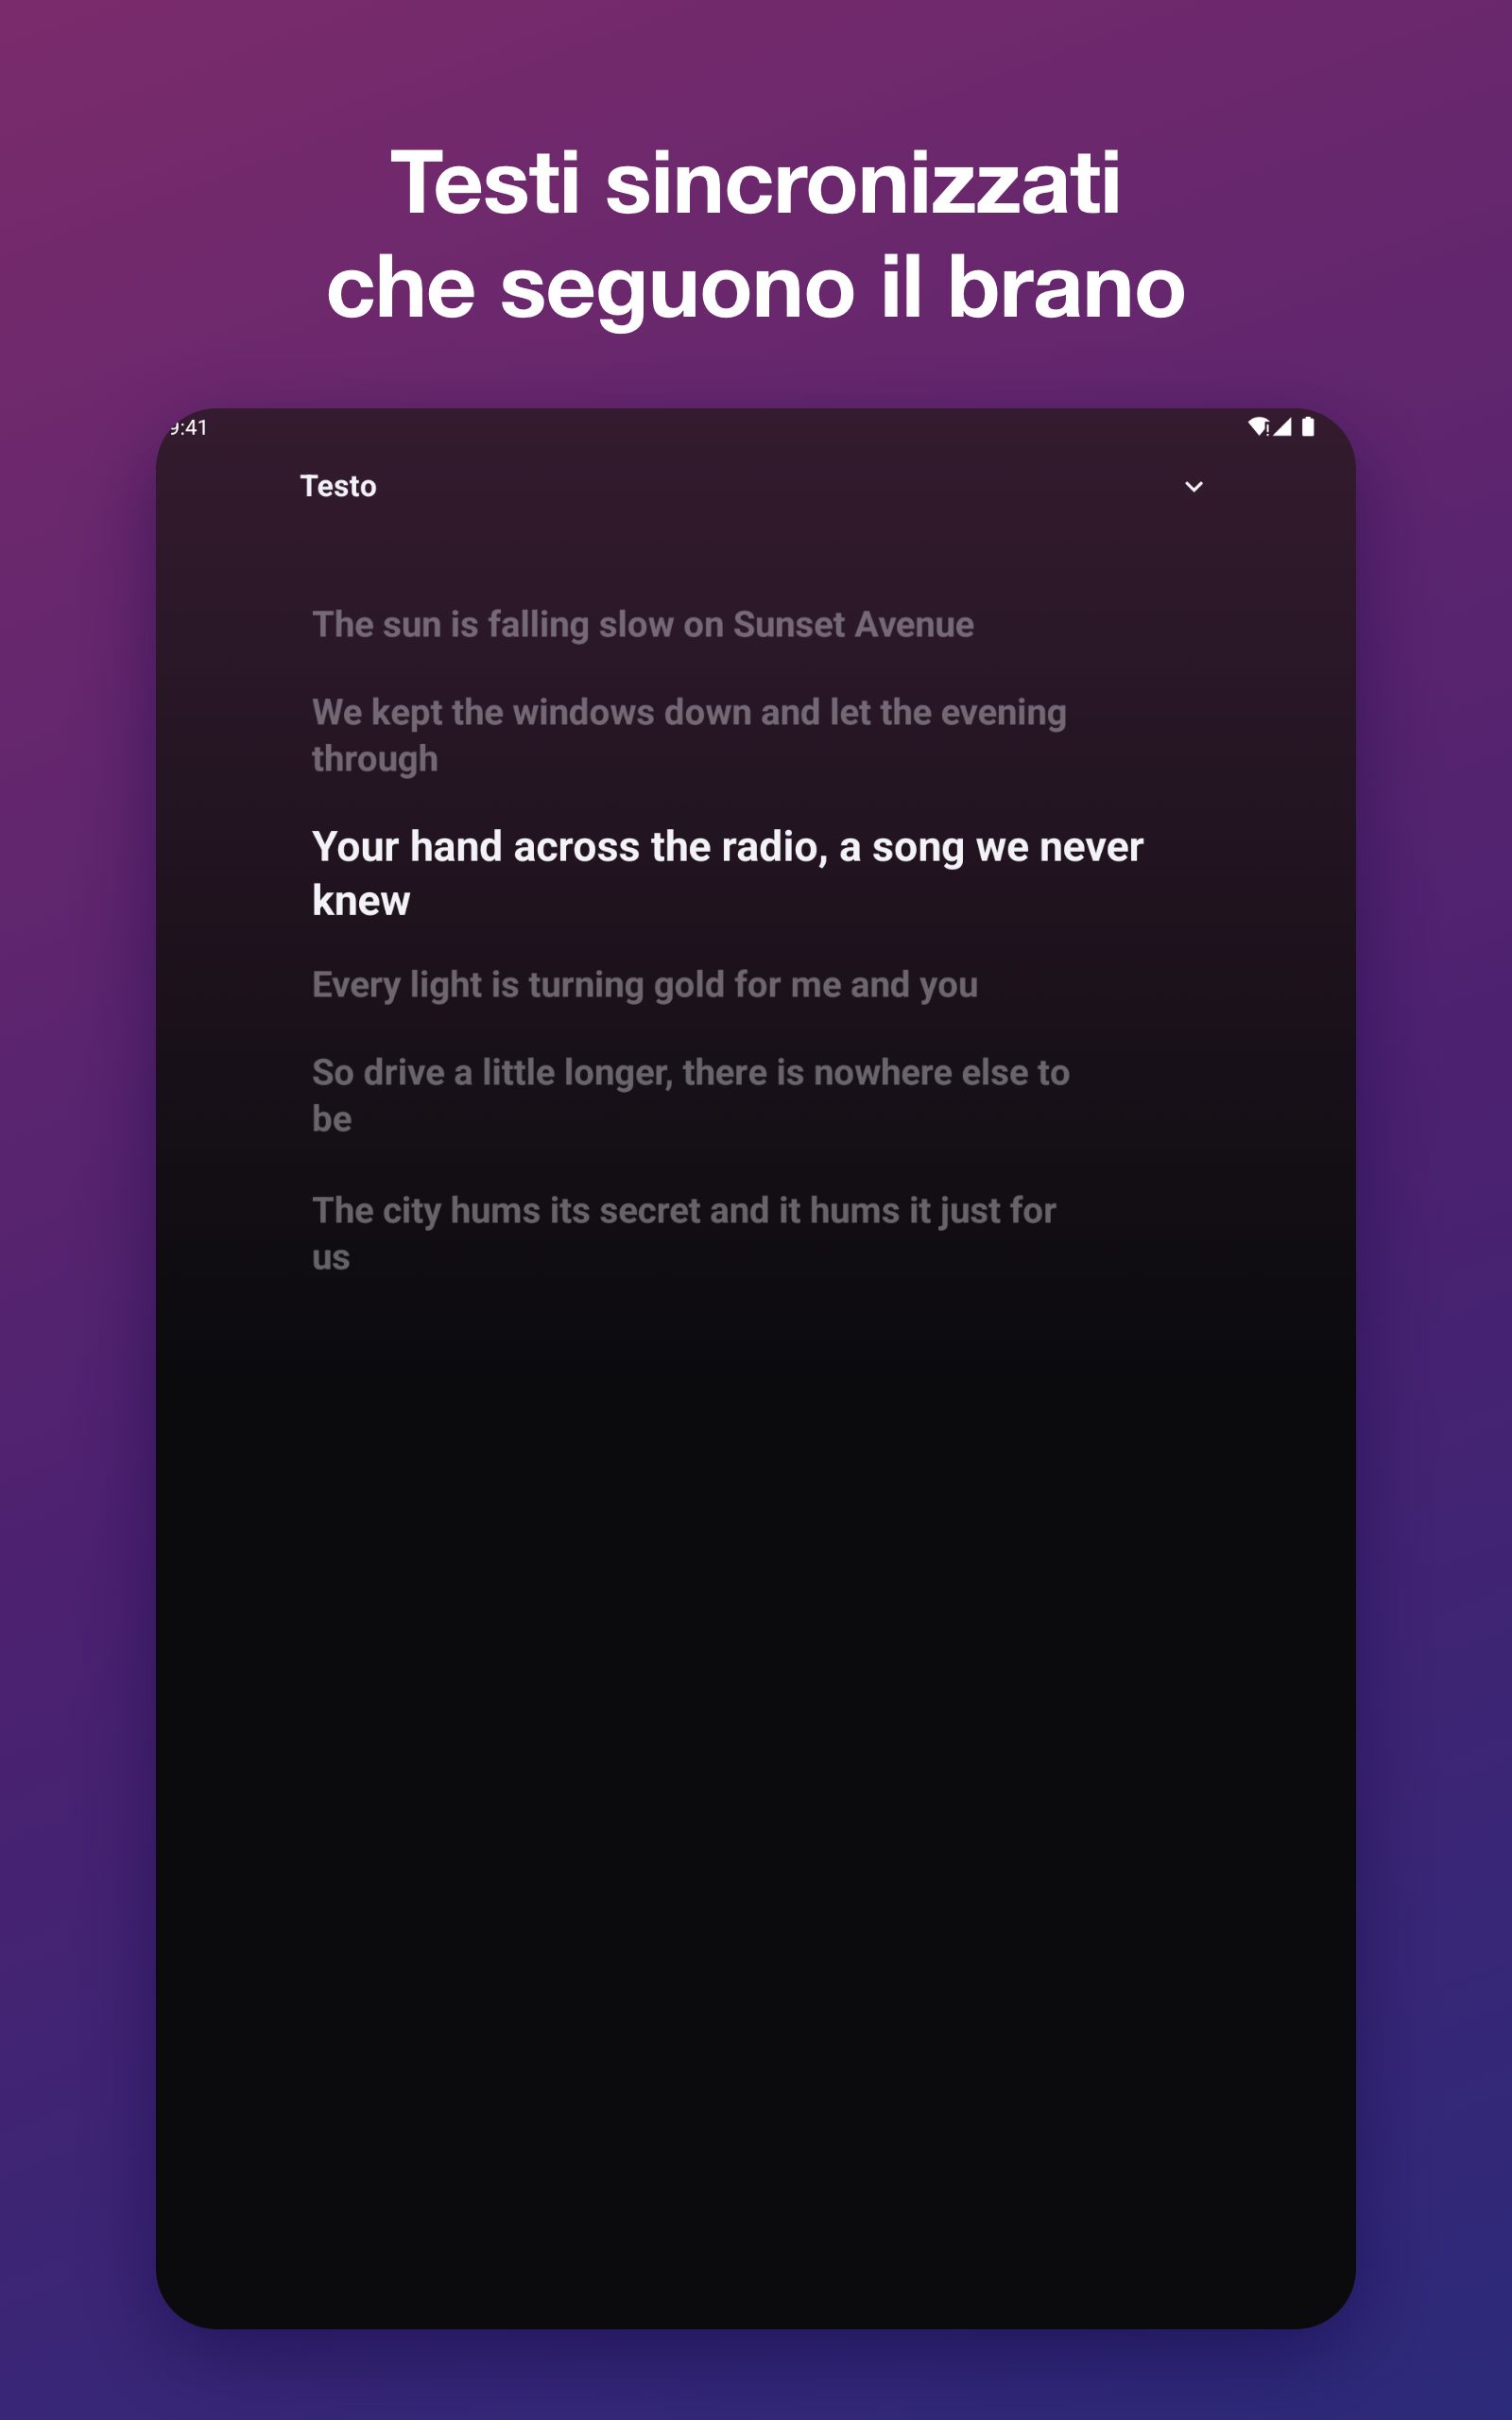 Testi sincronizzati
che seguono il brano
9:41
Testo
The sun is falling slow on Sunset Avenue
We kept the windows down and let the evening
through
Your hand across the radio, a song we never
knew
Every light is turning gold for me and you
So drive a little longer, there is nowhere else to
be
The city hums its secret and it hums it just for
us